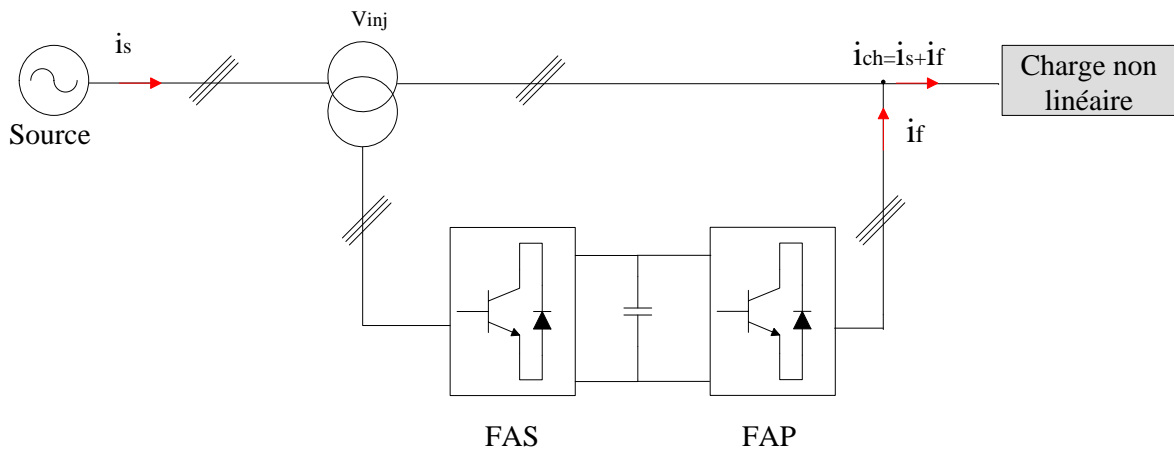 Vinj
is
ich=is+if
Charge non
linéaire
Source
if
FAS
FAP